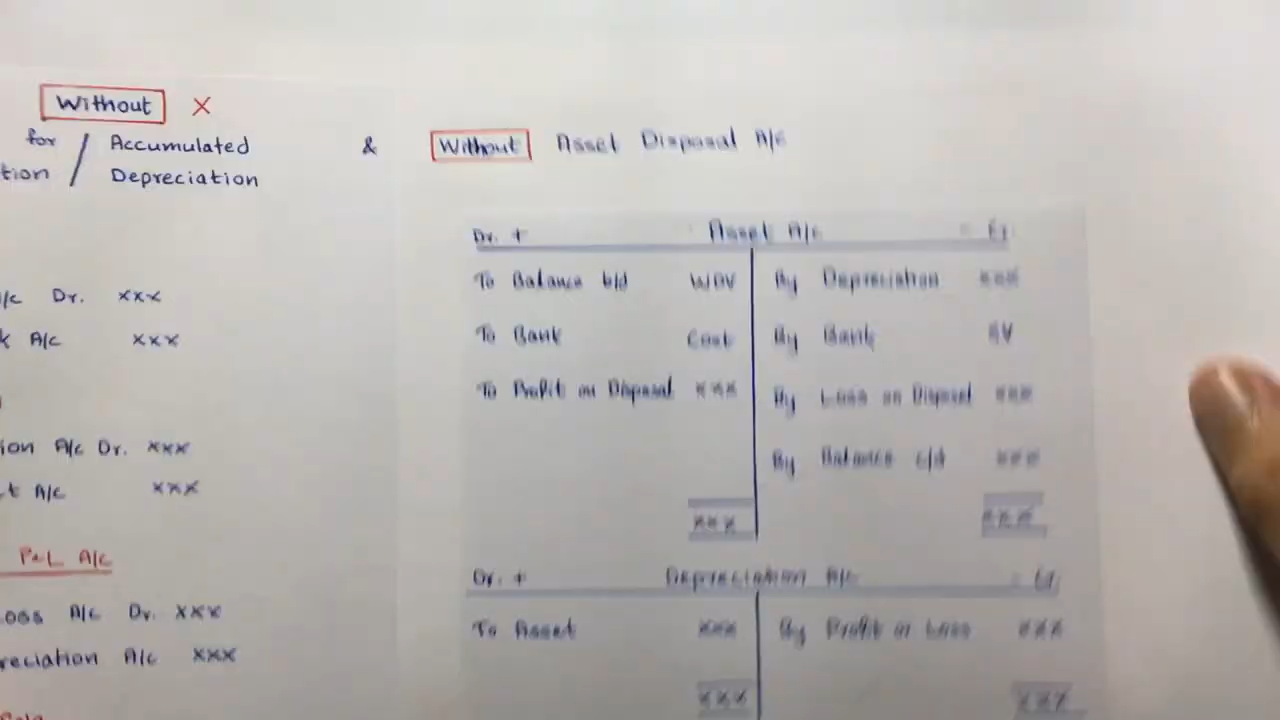 Without ✗
for / Accumulated & Without Asset Disposal A/c
tion / Depreciation
Dr. + Asset A/c - Cr
To Balance b/d WDV By Depreciation xxx
/c Dr. xxx
To Bank Cost By Bank
k A/c xxx
To Profit on Disposal xxx By Loss on Disposal xxx
ion A/c Dr. xxx
By Balance c/d xxx
t A/c xxx
xxx xxx
P&L A/c
Dr. + Depreciation A/c - Cr
oss A/c Dr. xxx
To Asset xxx By Profit or Loss xxx
reciation A/c xxx
xxx xxx